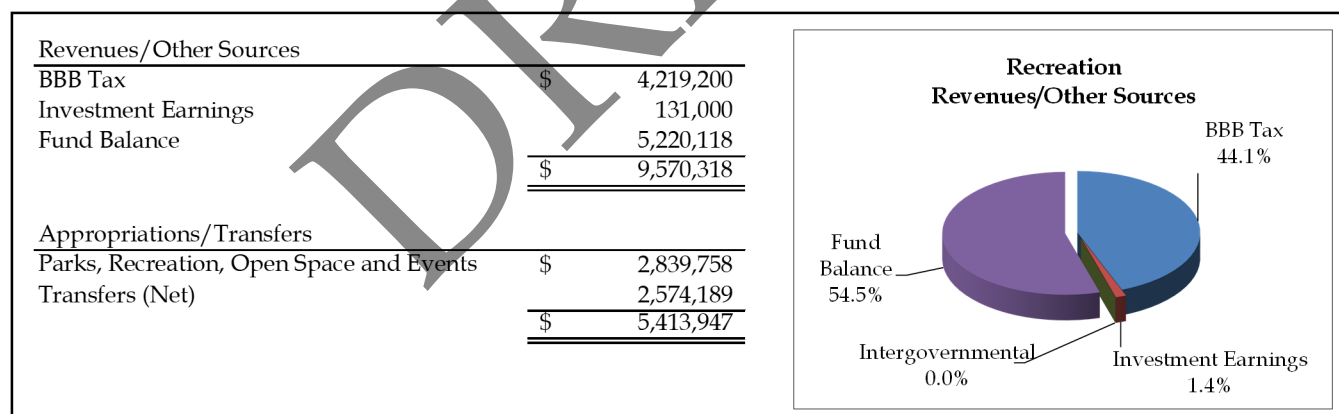 Revenues/Other Sources
BBB Tax $ 4,219,200
Investment Earnings 131,000
Fund Balance 5,220,118
$ 9,570,318
Appropriations/Transfers
Parks, Recreation, Open Space and Events $ 2,839,758
Transfers (Net) 2,574,189
$ 5,413,947
Recreation
Revenues/Other Sources
BBB Tax
44.1%
Fund
Balance
54.5%
Intergovernmental
0.0%
Investment Earnings
1.4%